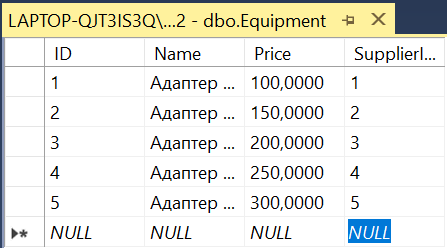 LAPTOP-QJT3IS3Q\...2 - dbo.Equipment
ID Name Price SupplierI...
1 Адаптер ... 100,0000 1
2 Адаптер ... 150,0000 2
3 Адаптер ... 200,0000 3
4 Адаптер ... 250,0000 4
5 Адаптер ... 300,0000 5
NULL NULL NULL NULL